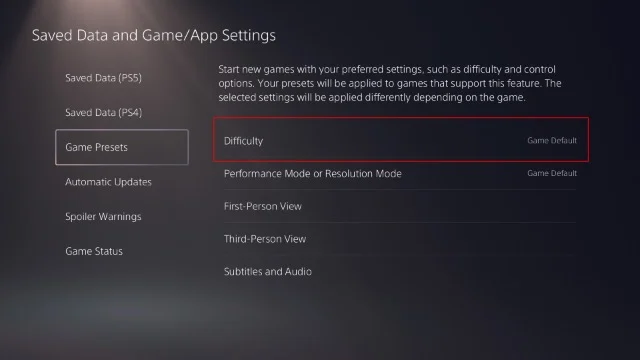 Saved Data and Game/App Settings
Saved Data (PS5)
Saved Data (PS4)
Game Presets
Automatic Updates
Spoiler Warnings
Game Status
Start new games with your preferred settings, such as difficulty and control
options. Your presets will be applied to games that support this feature. The
selected settings will be applied differently depending on the game.
Difficulty Game Default
Performance Mode or Resolution Mode Game Default
First-Person View
Third-Person View
Subtitles and Audio